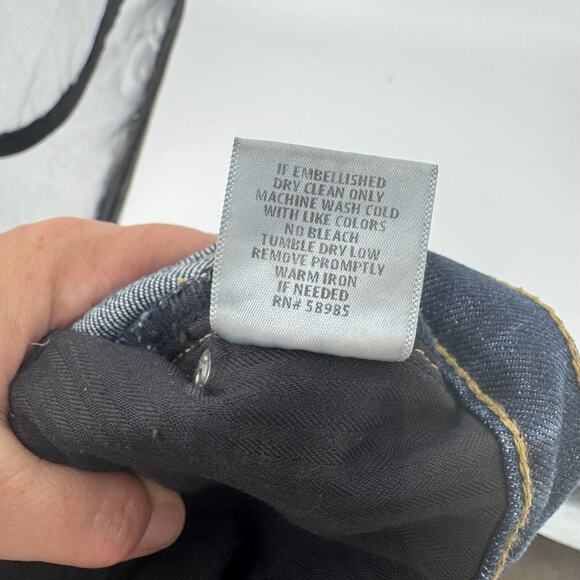 IF EMBELLISHED
DRY CLEAN ONLY
MACHINE WASH COLD
WITH LIKE COLORS
NO BLEACH
TUMBLE DRY LOW
REMOVE PROMPTLY
WARM IRON
IF NEEDED
RN# 58985